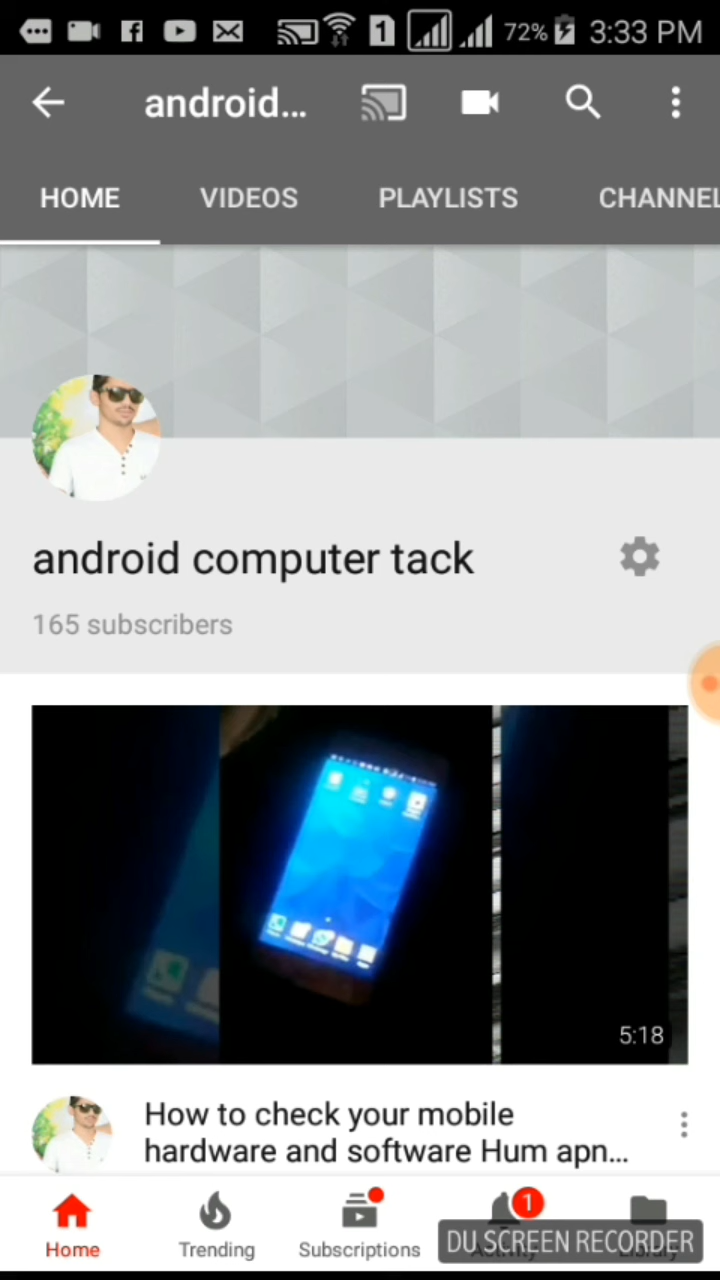 1 72% 3:33 PM
android...
HOME VIDEOS PLAYLISTS CHANNEL
android computer tack
165 subscribers
5:18
How to check your mobile
hardware and software Hum apn...
1
Home Trending Subscriptions
DU SCREEN RECORDER